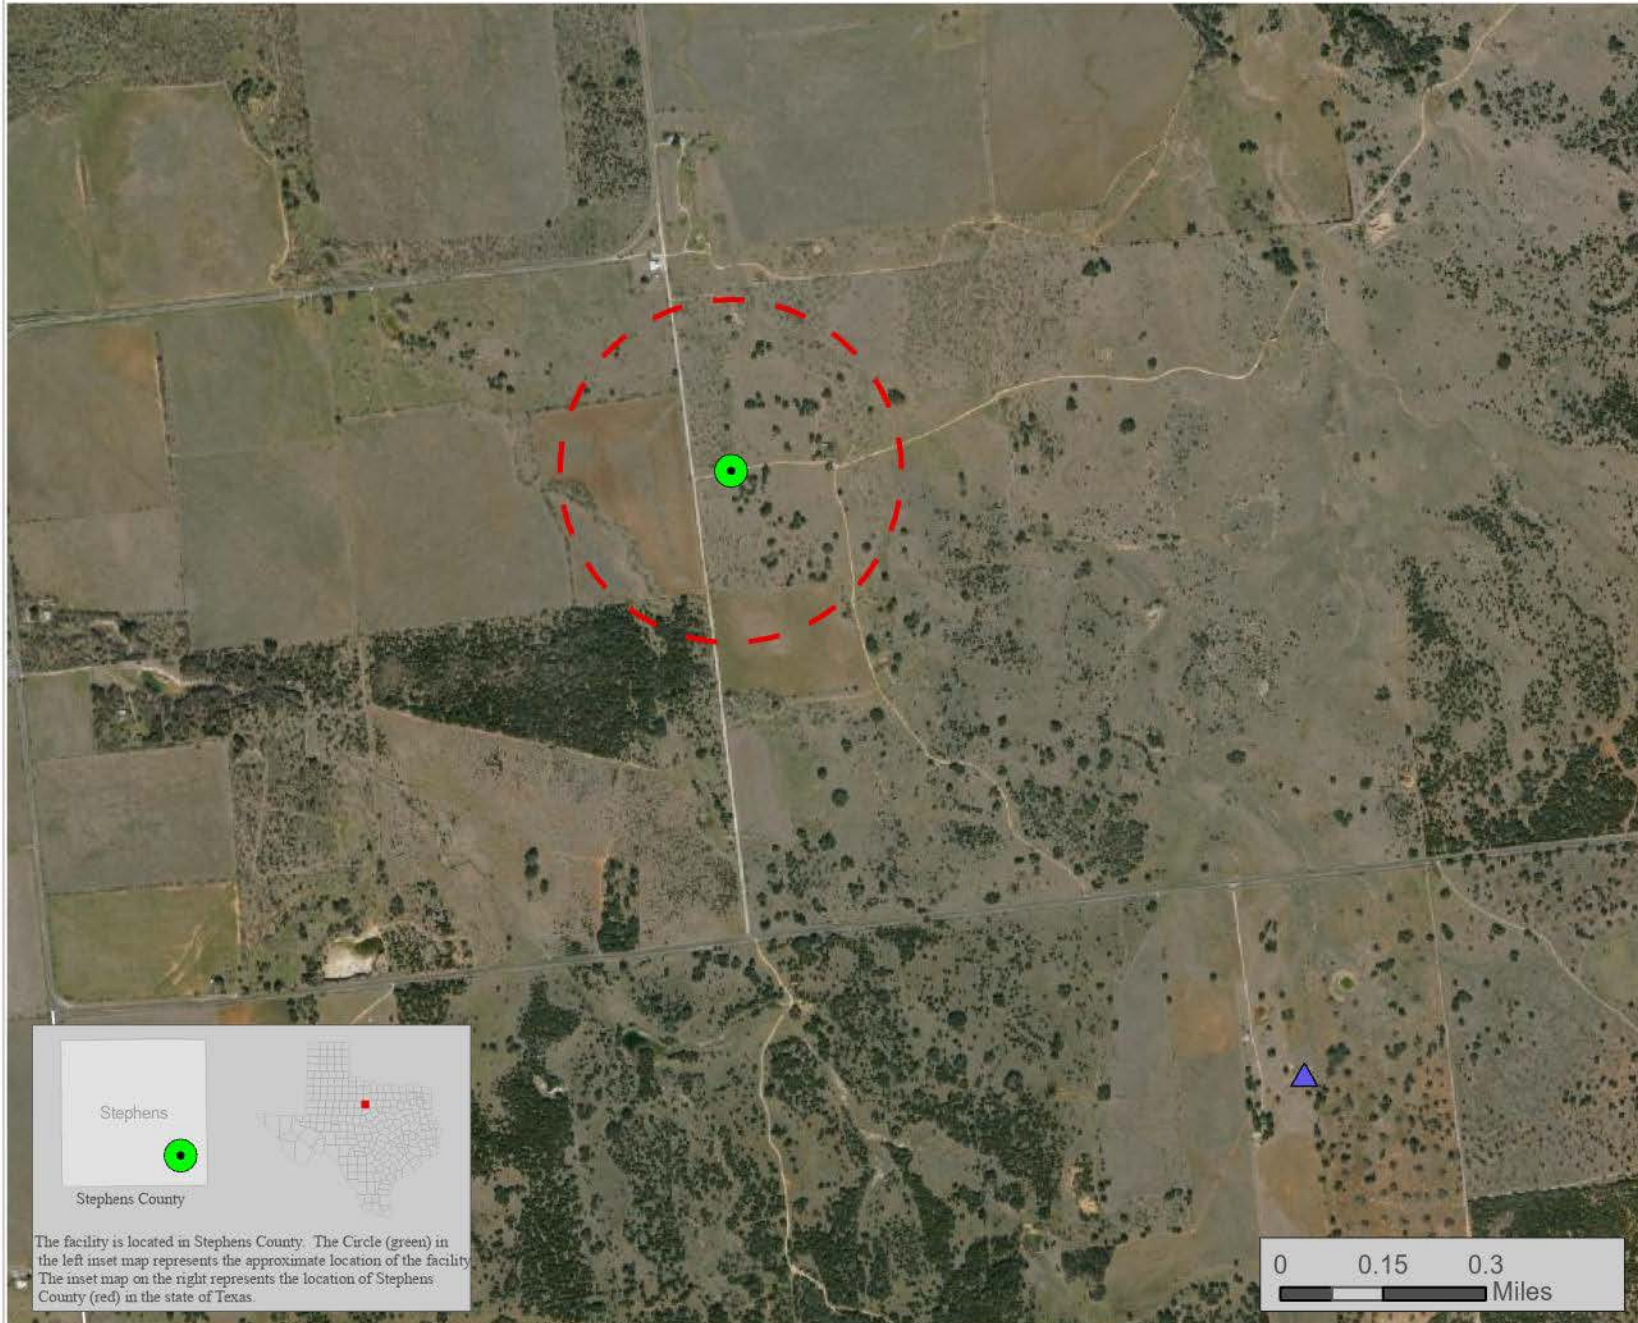 Stephens
Stephens County
The facility is located in Stephens County. The Circle (green) in
the left inset map represents the approximate location of the facility
The inset map on the right represents the location of Stephens
County (red) in the state of Texas.
0 0.15 0.3
Miles